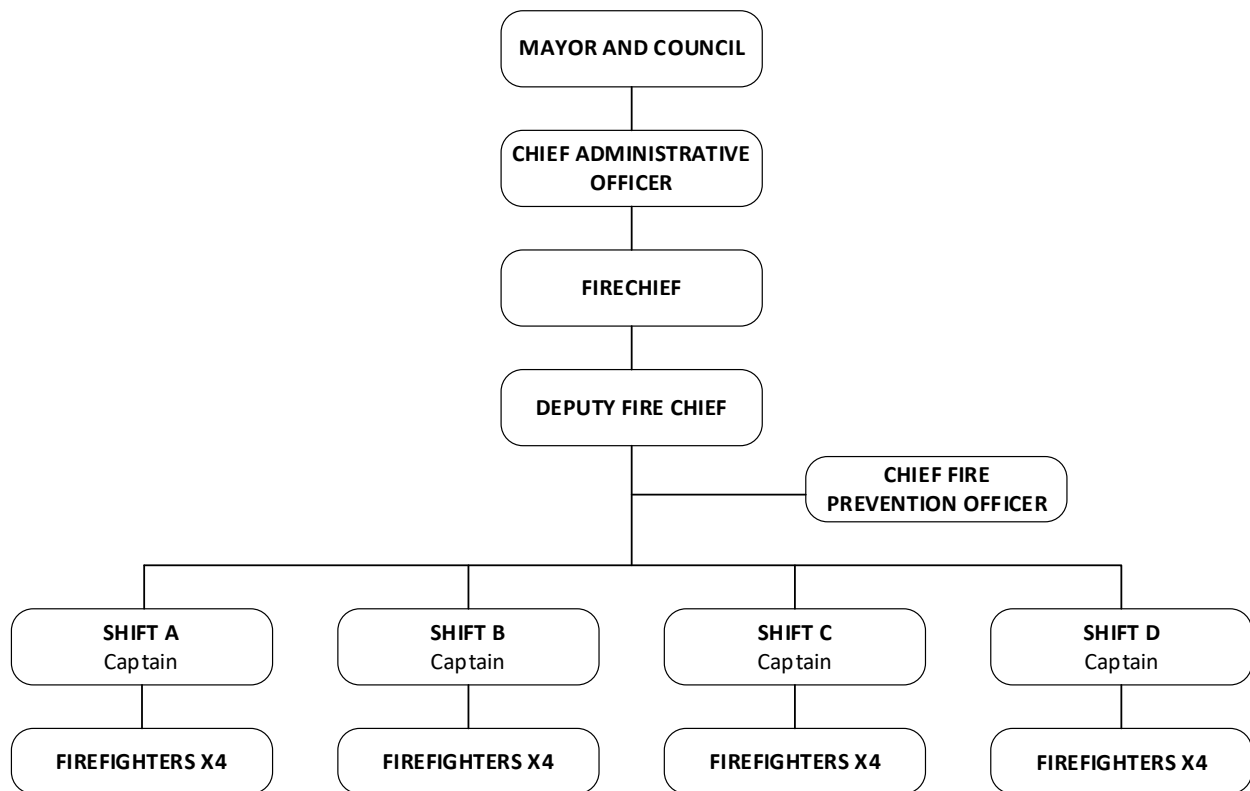 MAYOR AND COUNCIL
CHIEF ADMINISTRATIVE
OFFICER
FIRECHIEF
DEPUTY FIRE CHIEF
CHIEF FIRE
PREVENTION OFFICER
SHIFT A
Captain
SHIFT B
Captain
SHIFT C
Captain
SHIFT D
Captain
FIREFIGHTERS X4
FIREFIGHTERS X4
FIREFIGHTERS X4
FIREFIGHTERS X4